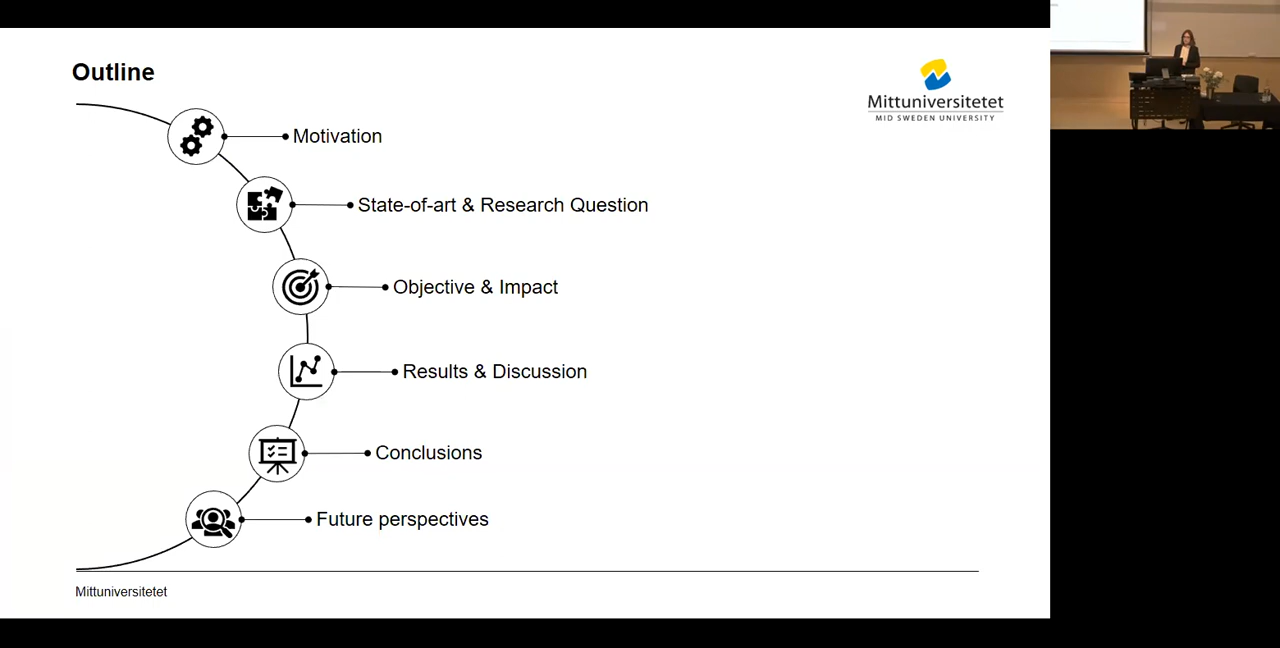 Outline
Mittuniversitetet
MID SWEDEN UNIVERSITY
Motivation
State-of-art & Research Question
Objective & Impact
Results & Discussion
Conclusions
Future perspectives
Mittuniversitetet